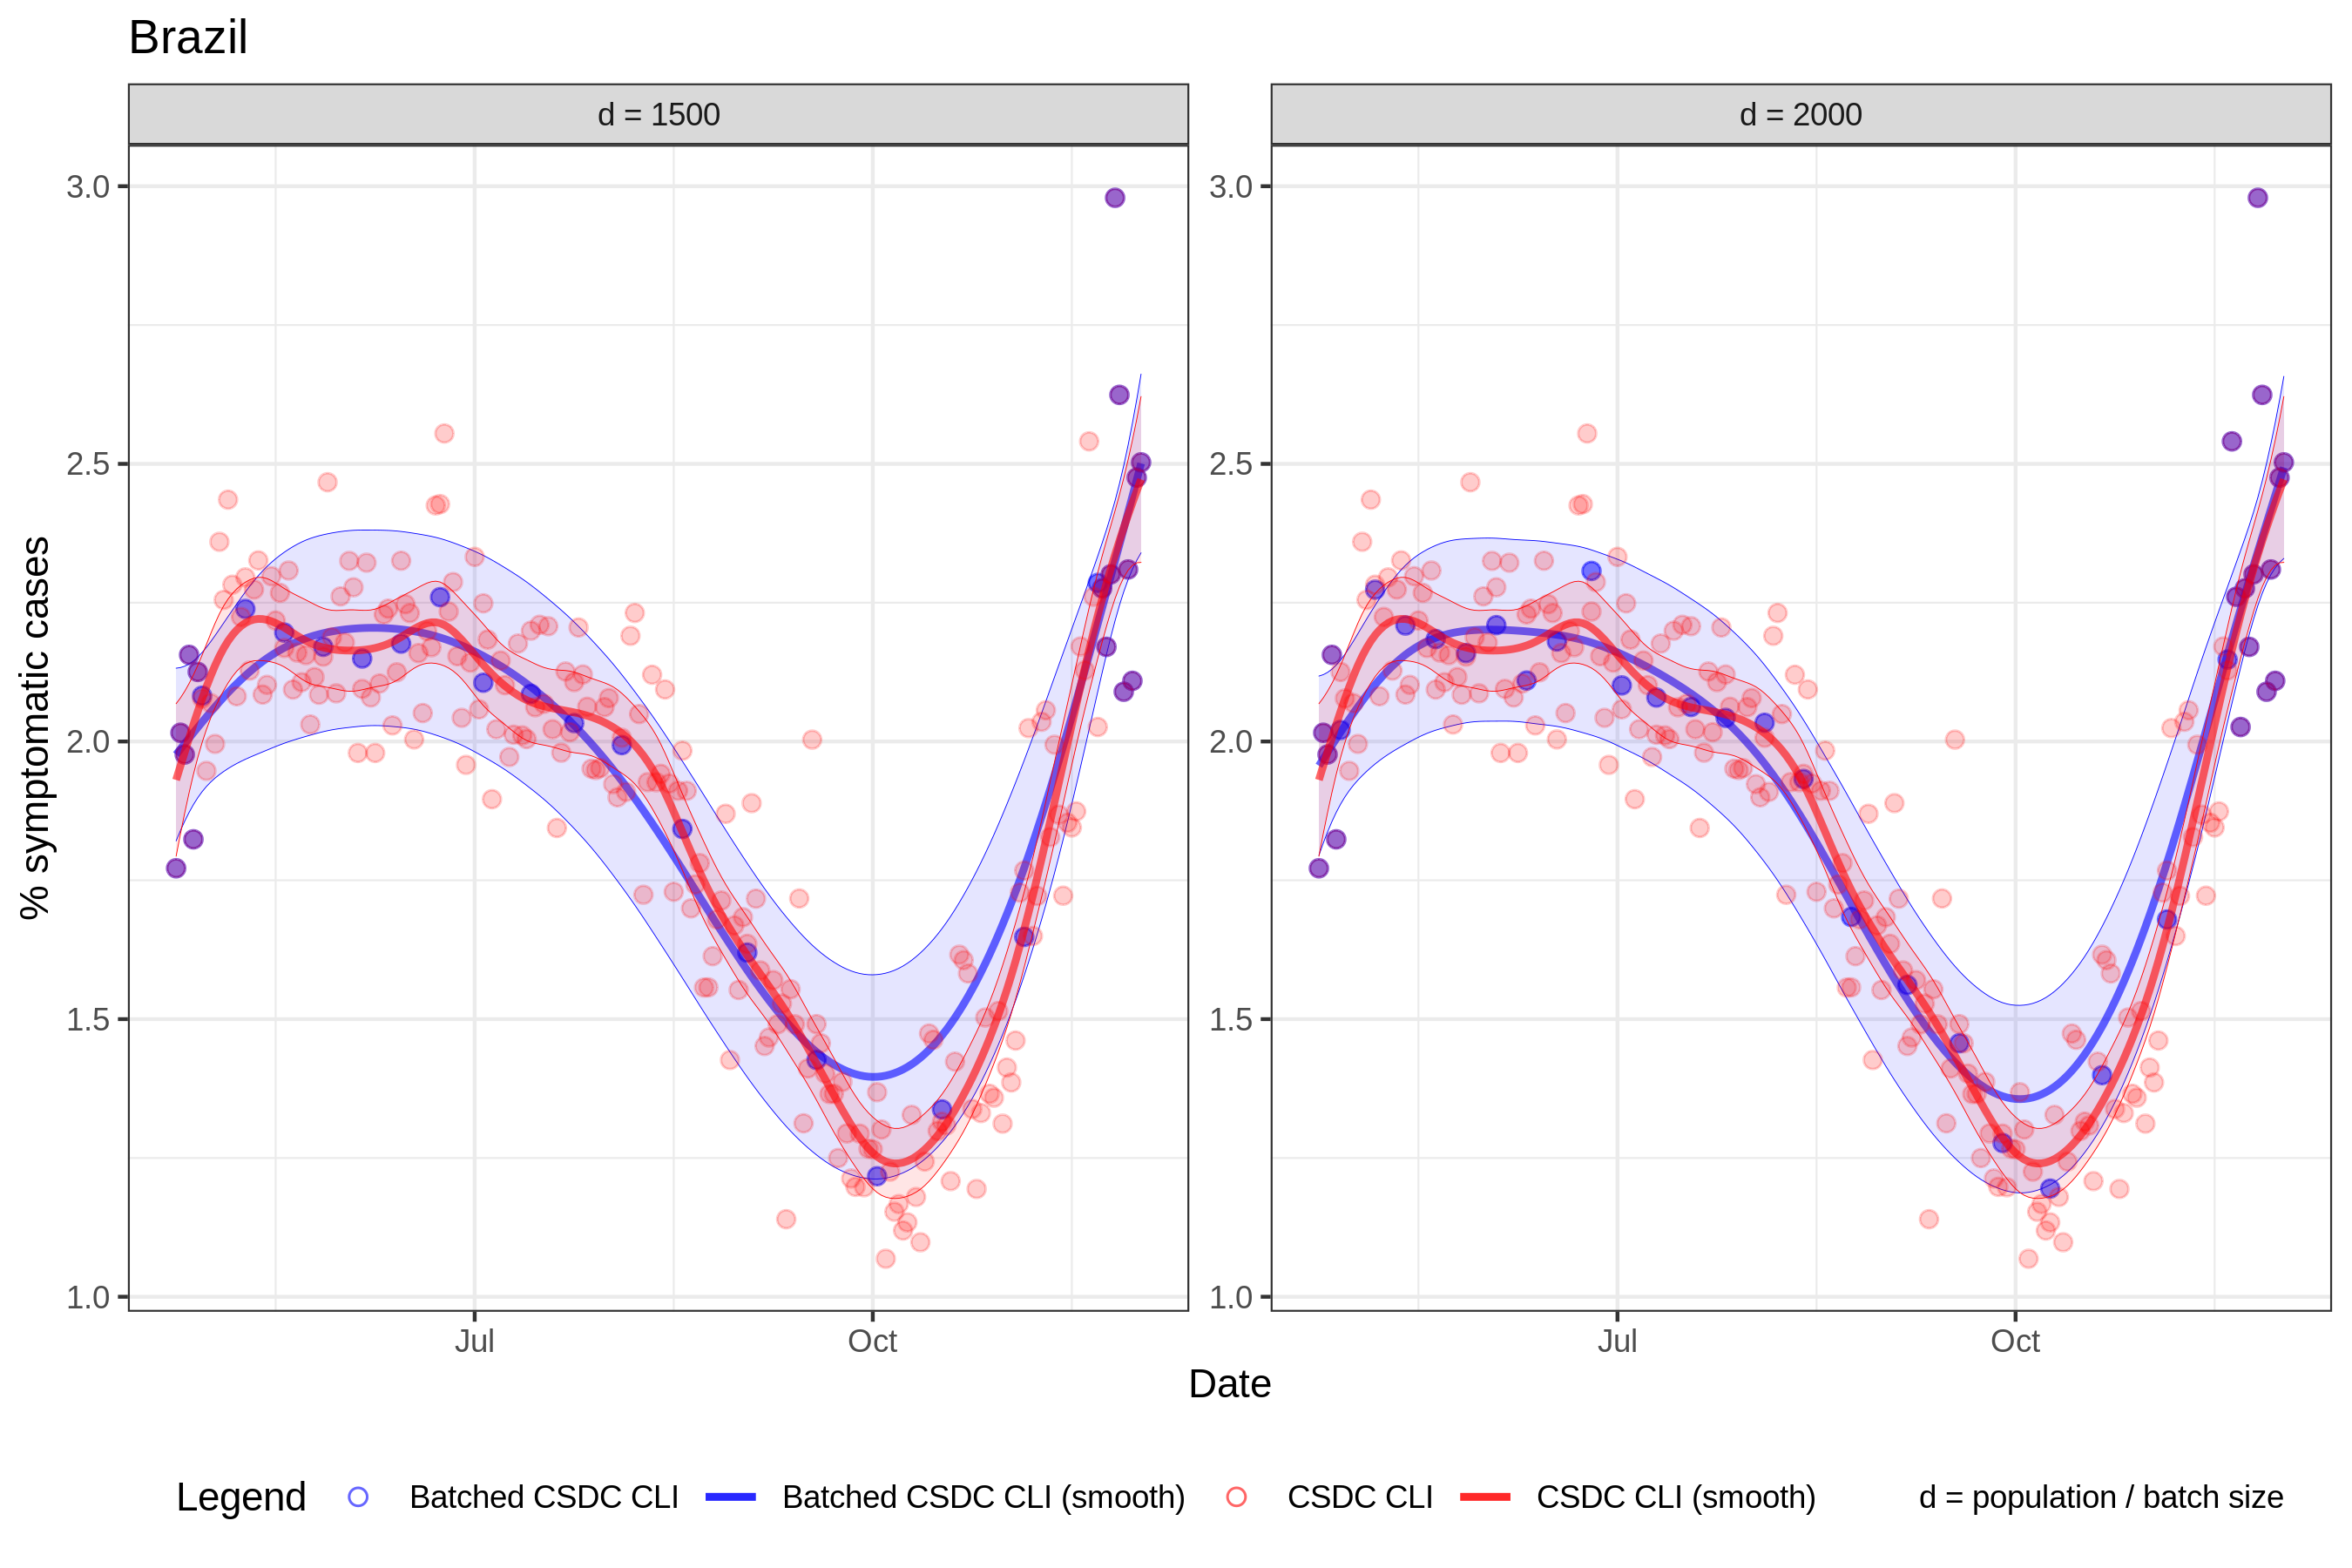 Brazil
d = 1500
d = 2000
% symptomatic cases
3.0
2.5
2.0
1.5
1.0
3.0
2.5
2.0
1.5
1.0
Jul
Oct
Jul
Oct
Date
Legend
Batched CSDC CLI
Batched CSDC CLI (smooth)
CSDC CLI
CSDC CLI (smooth)
d = population / batch size